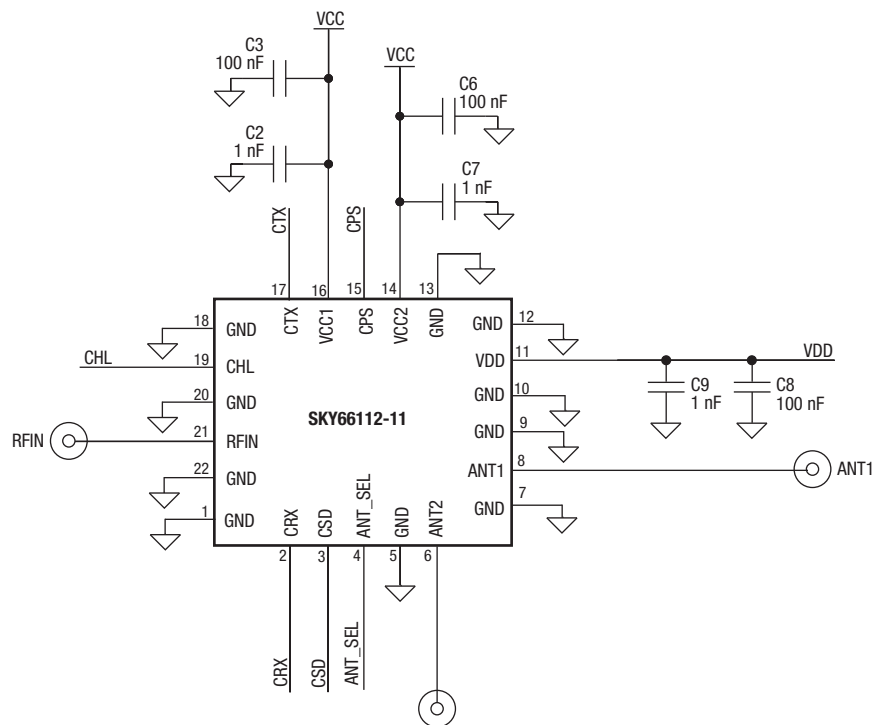 VCC
C3
100 nF
VCC
C6
100 nF
C2
1 nF
C7
1 nF
CTX
CPS
17
16
15
14
13
CTX
VCC1
CPS
VCC2
GND
18
GND
GND
12
19
CHL
CHL
VDD
11
VDD
C9
1 nF
C8
100 nF
20
GND
GND
10
SKY66112-11
RFIN
21
RFIN
GND
9
22
GND
ANT1
8
ANT1
1
GND
GND
7
CRX
CSD
ANT_SEL
GND
ANT2
2
3
4
5
6
CRX
CSD
ANT_SEL